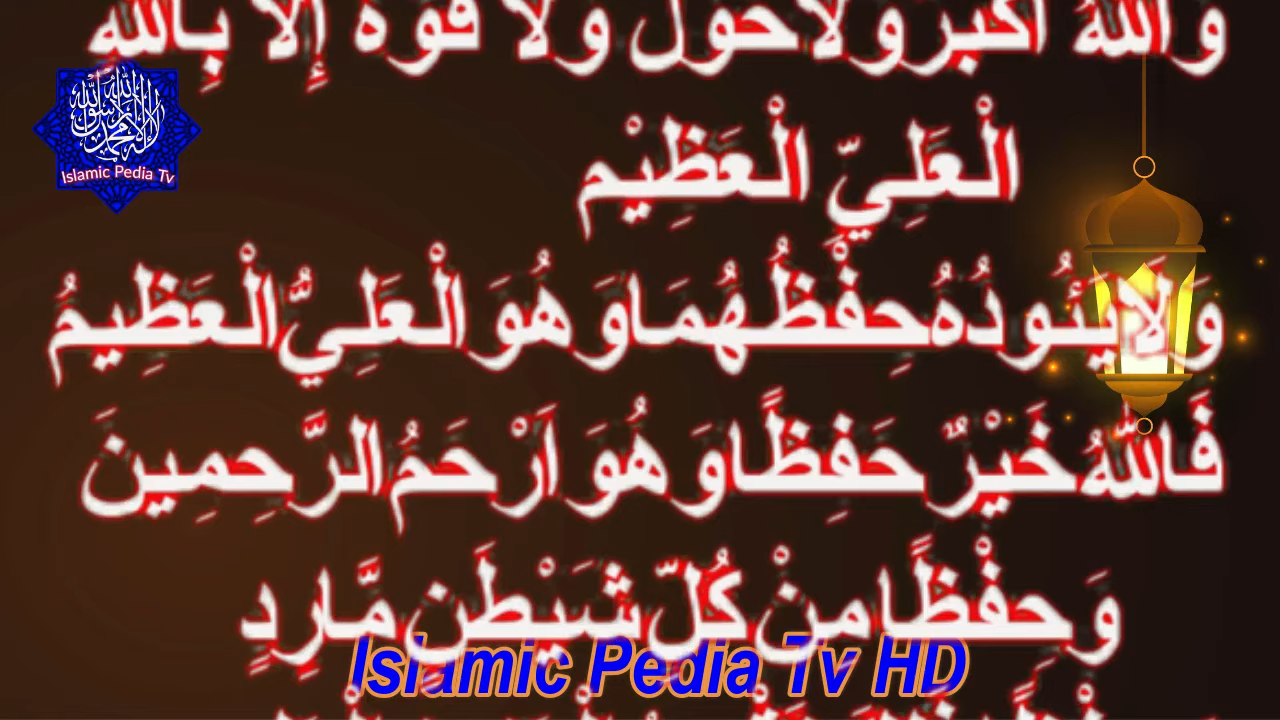 وَاللهُ اَكْبَرُ وَلَاحَوْلَ وَلَا قُوَّةَ إِلَّا بِاللهِ
الْعَلِيِّ الْعَظِيْمِ
وَلَا يَئُودُهُ حِفْظُهُمَا وَهُوَ الْعَلِيُّ الْعَظِيمُ
فَاللهُ خَيْرٌ حَفِظًا وَهُوَ اَرْحَمُ الرَّحِمِينَ
وَحِفْظًا مِنْ كُلِّ شَيْطَنٍ مَّارِدٍ
Islamic Pedia Tv
Islamic Pedia Tv HD